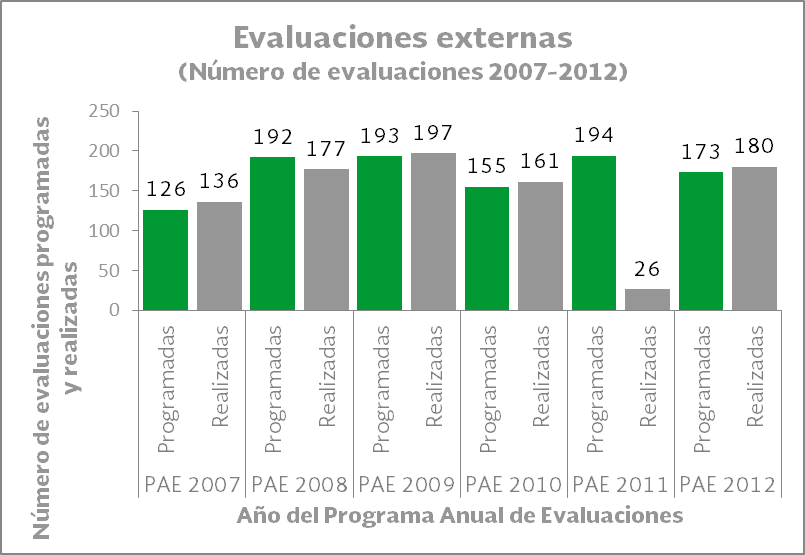 Evaluaciones externas
(Número de evaluaciones 2007-2012)
Número de evaluaciones programadas
y realizadas
250
200
150
100
50
0
126
136
192
177
193
197
155
161
194
26
173
180
Programadas
Realizadas
Programadas
Realizadas
Programadas
Realizadas
Programadas
Realizadas
Programadas
Realizadas
Programadas
Realizadas
PAE 2007 PAE 2008 PAE 2009 PAE 2010 PAE 2011 PAE 2012
Año del Programa Anual de Evaluaciones